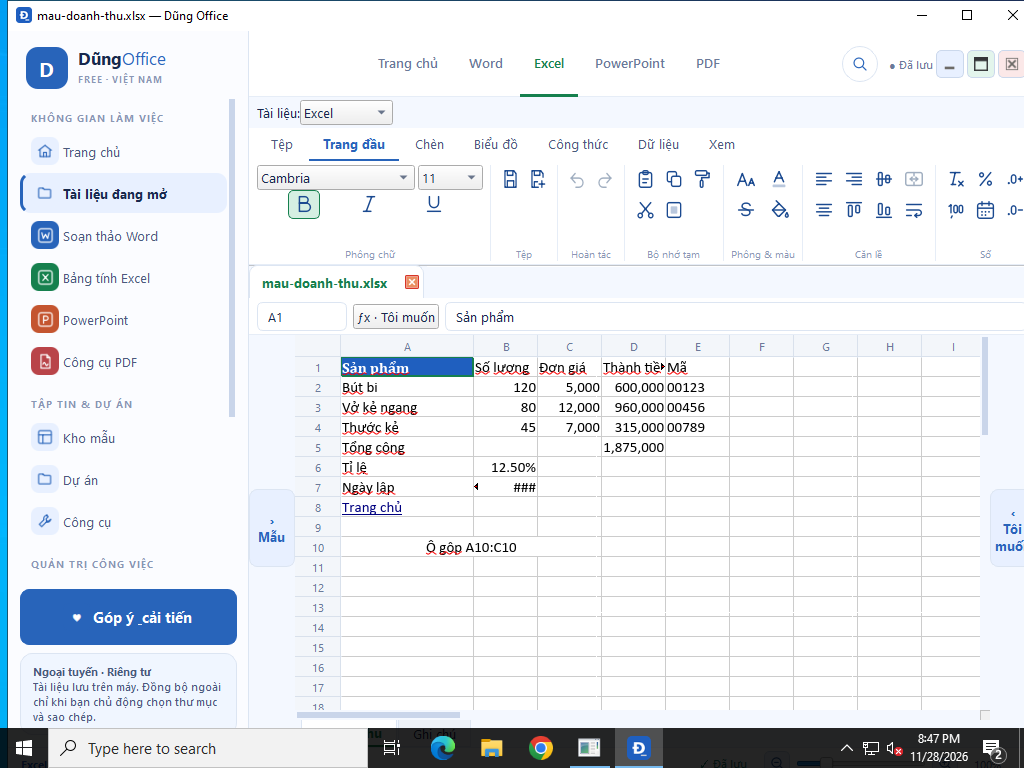 mau-doanh-thu.xlsx — Dũng Office
D
DũngOffice
FREE · VIỆT NAM
Trang chủ
Word
Excel
PowerPoint
PDF
● Đã lưu
KHÔNG GIAN LÀM VIỆC
Trang chủ
Tài liệu đang mở
Soạn thảo Word
Bảng tính Excel
PowerPoint
Công cụ PDF
TẬP TIN & DỰ ÁN
Kho mẫu
Dự án
Công cụ
QUẢN TRỊ CÔNG VIỆC
♥ Góp ý _cải tiến
Ngoại tuyến · Riêng tư
Tài liệu lưu trên máy. Đồng bộ ngoài
chỉ khi bạn chủ động chọn thư mục
và sao chép.
Tài liệu: Excel
Tệp
Trang đầu
Chèn
Biểu đồ
Công thức
Dữ liệu
Xem
Cambria
11
B I U
Phông chữ
Tệp
Hoàn tác
Bộ nhớ tạm
Phông & màu
Căn lề
Số
mau-doanh-thu.xlsx
A1
ƒx · Tôi muốn
Sản phẩm
A B C D E F G H I
1 Sản phẩm Số lượng Đơn giá Thành tiề Mã
2 Bút bi 120 5,000 600,000 00123
3 Vở kẻ ngang 80 12,000 960,000 00456
4 Thước kẻ 45 7,000 315,000 00789
5 Tổng cộng 1,875,000
6 Tỉ lệ 12.50%
7 Ngày lập ###
8 Trang chủ
9
10 Ô gộp A10:C10
11
12
13
14
15
16
17
18
› Mẫu
‹ Tôi
muố
Type here to search
8:47 PM
11/28/2026
2